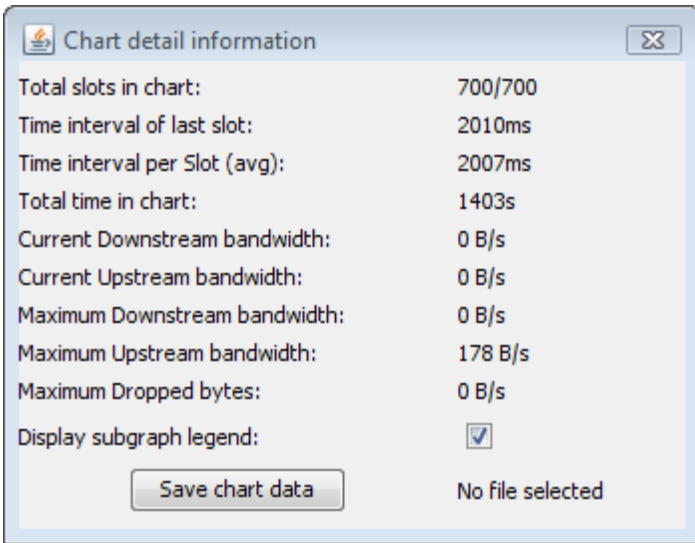 Chart detail information
Total slots in chart: 700/700
Time interval of last slot: 2010ms
Time interval per Slot (avg): 2007ms
Total time in chart: 1403s
Current Downstream bandwidth: 0 B/s
Current Upstream bandwidth: 0 B/s
Maximum Downstream bandwidth: 0 B/s
Maximum Upstream bandwidth: 178 B/s
Maximum Dropped bytes: 0 B/s
Display subgraph legend:
Save chart data No file selected